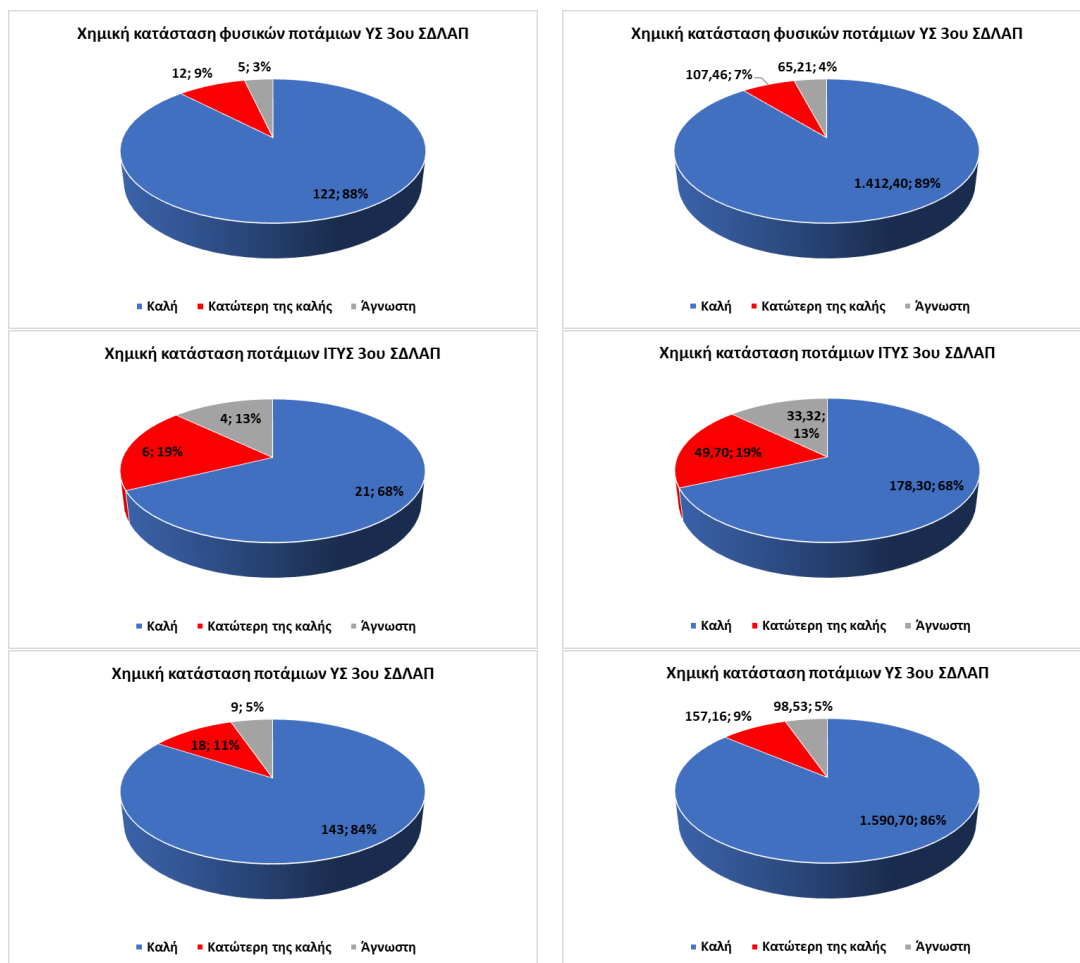 Χημική κατάσταση φυσικών ποτάμιων ΥΣ 3ου ΣΔΛΑΠ
12; 9%
5; 3%
122; 88%
Καλή Κατώτερη της καλής Άγνωστη
Χημική κατάσταση φυσικών ποτάμιων ΥΣ 3ου ΣΔΛΑΠ
107,46; 7%
65,21; 4%
1.412,40; 89%
Καλή Κατώτερη της καλής Άγνωστη
Χημική κατάσταση ποτάμιων ΙΤΥΣ 3ου ΣΔΛΑΠ
4; 13%
6; 19%
21; 68%
Καλή Κατώτερη της καλής Άγνωστη
Χημική κατάσταση ποτάμιων ΙΤΥΣ 3ου ΣΔΛΑΠ
33,32;
13%
49,70; 19%
178,30; 68%
Καλή Κατώτερη της καλής Άγνωστη
Χημική κατάσταση ποτάμιων ΥΣ 3ου ΣΔΛΑΠ
9; 5%
18; 11%
143; 84%
Καλή Κατώτερη της καλής Άγνωστη
Χημική κατάσταση ποτάμιων ΥΣ 3ου ΣΔΛΑΠ
157,16; 9%
98,53; 5%
1.590,70; 86%
Καλή Κατώτερη της καλής Άγνωστη